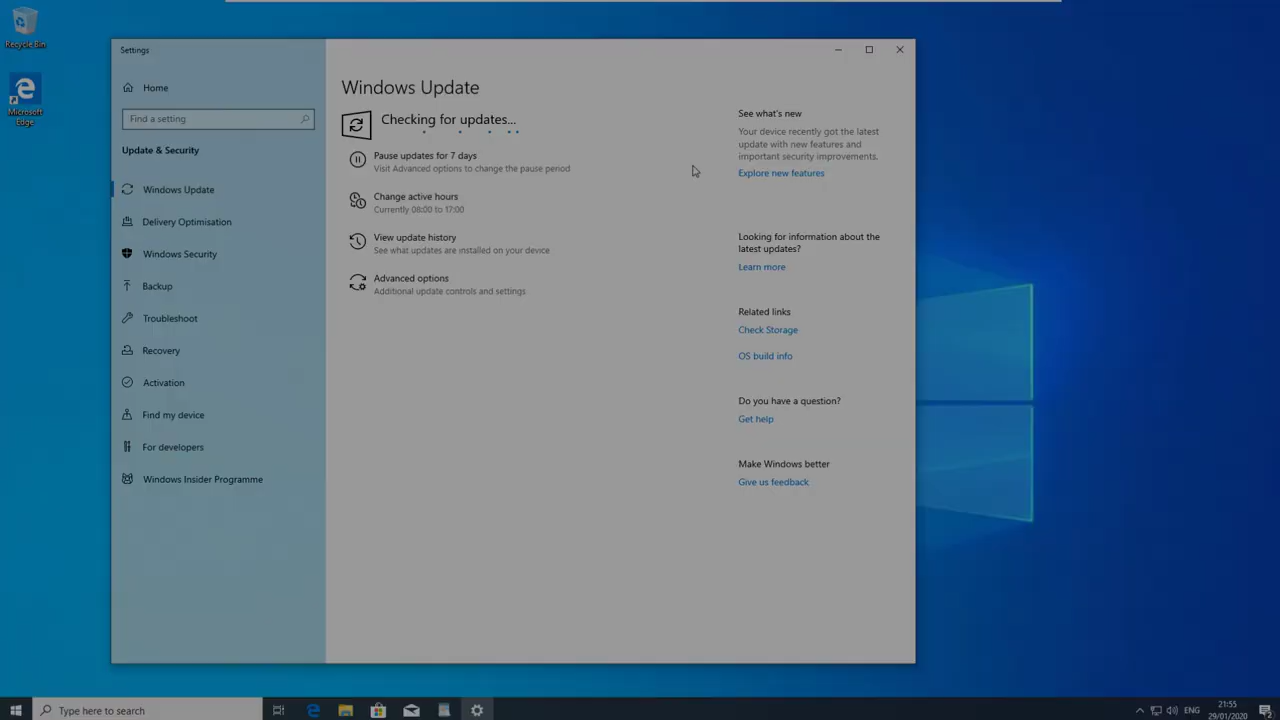 Recycle Bin
Microsoft
Edge
Settings
Home
Find a setting
Update & Security
Windows Update
Delivery Optimisation
Windows Security
Backup
Troubleshoot
Recovery
Activation
Find my device
For developers
Windows Insider Programme
Windows Update
Checking for updates...
Pause updates for 7 days
Visit Advanced options to change the pause period
Change active hours
Currently 08:00 to 17:00
View update history
See what updates are installed on your device
Advanced options
Additional update controls and settings
See what's new
Your device recently got the latest
update with new features and
important security improvements.
Explore new features
Looking for information about the
latest updates?
Learn more
Related links
Check Storage
OS build info
Do you have a question?
Get help
Make Windows better
Give us feedback
Type here to search
ENG
21:55
29/01/2020